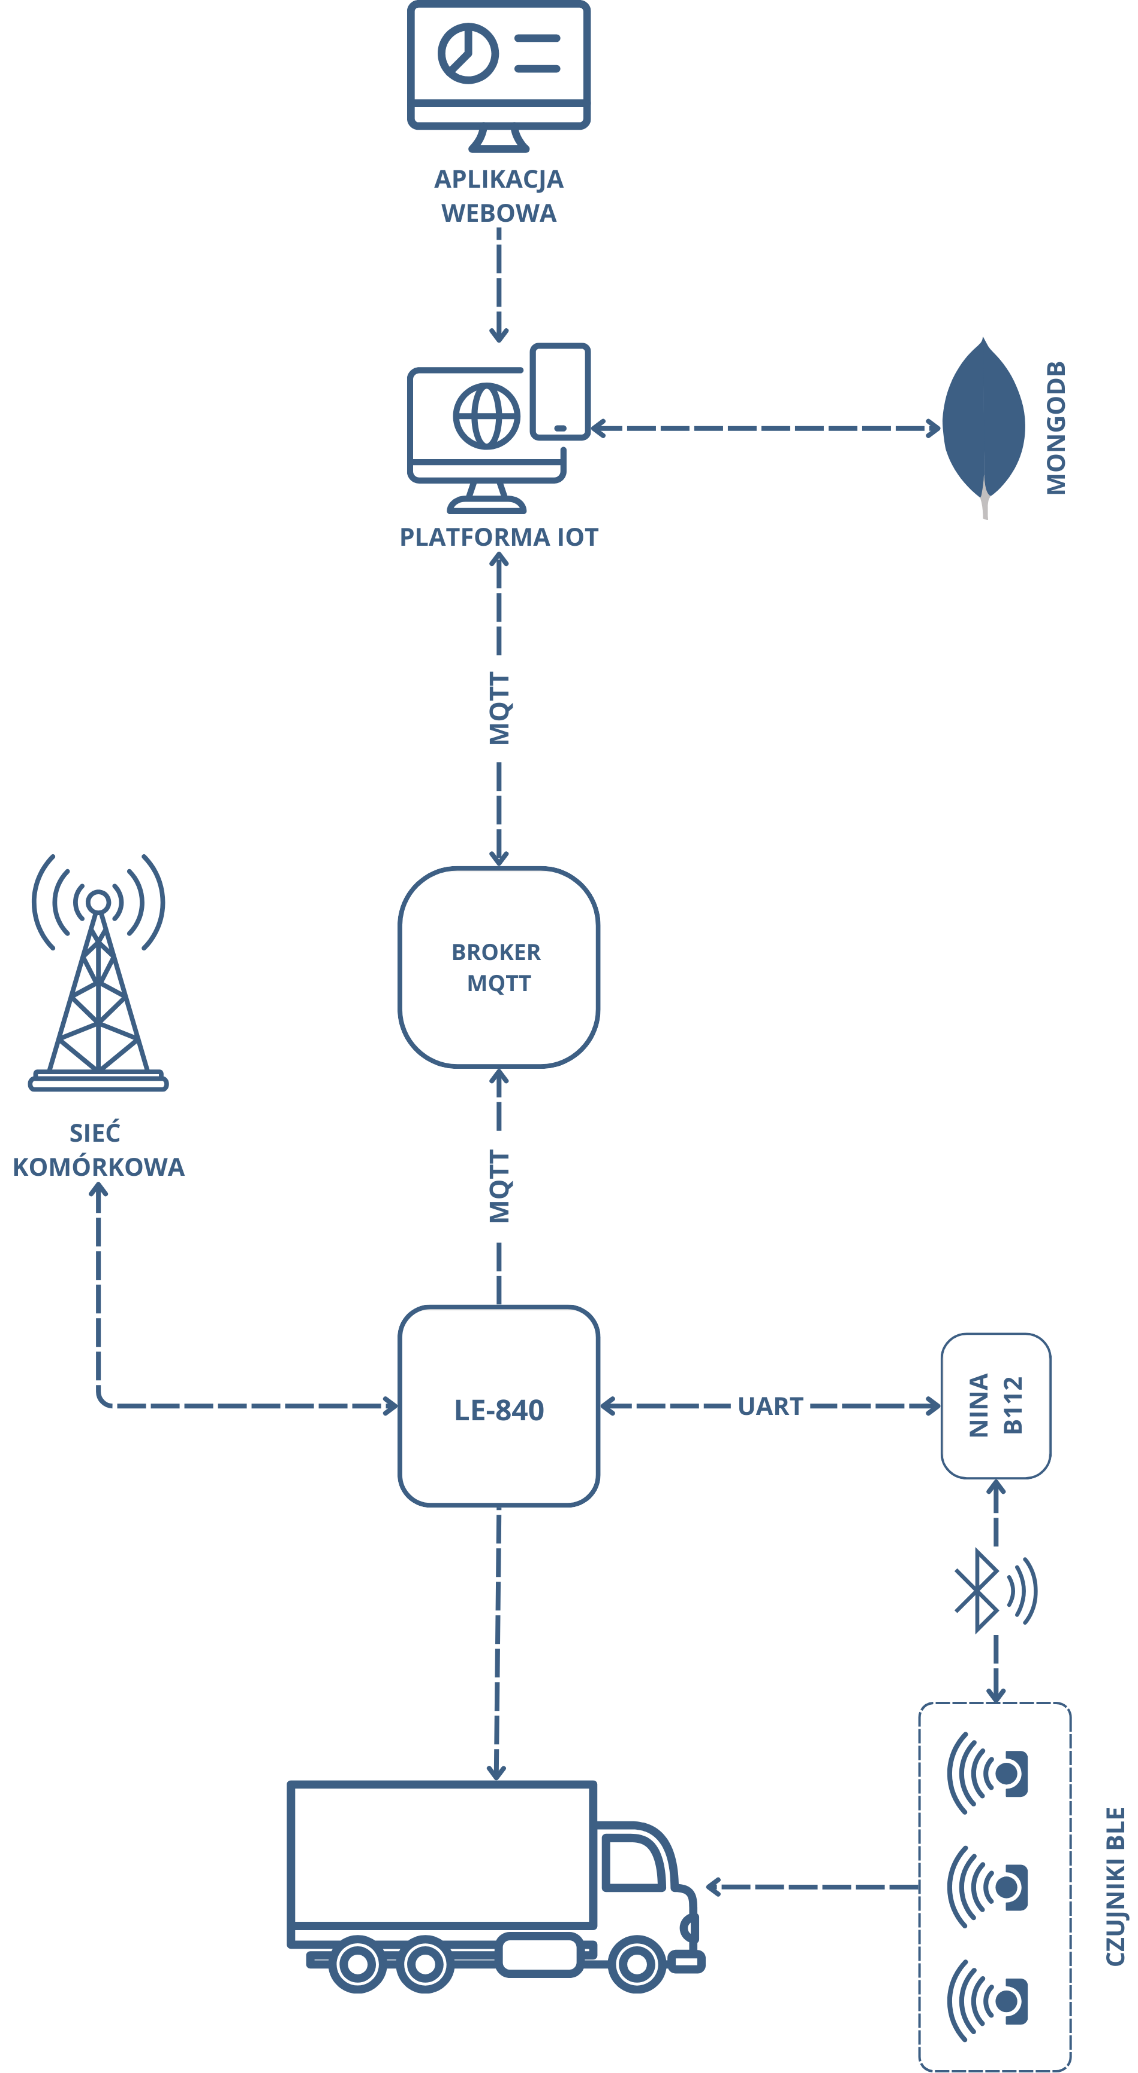 APLIKACJA
WEBOWA
MONGODB
PLATFORMA IOT
MQTT
BROKER
MQTT
SIEĆ
KOMÓRKOWA
MQTT
LE-840
UART
NINA
B112
CZUJNIKI BLE